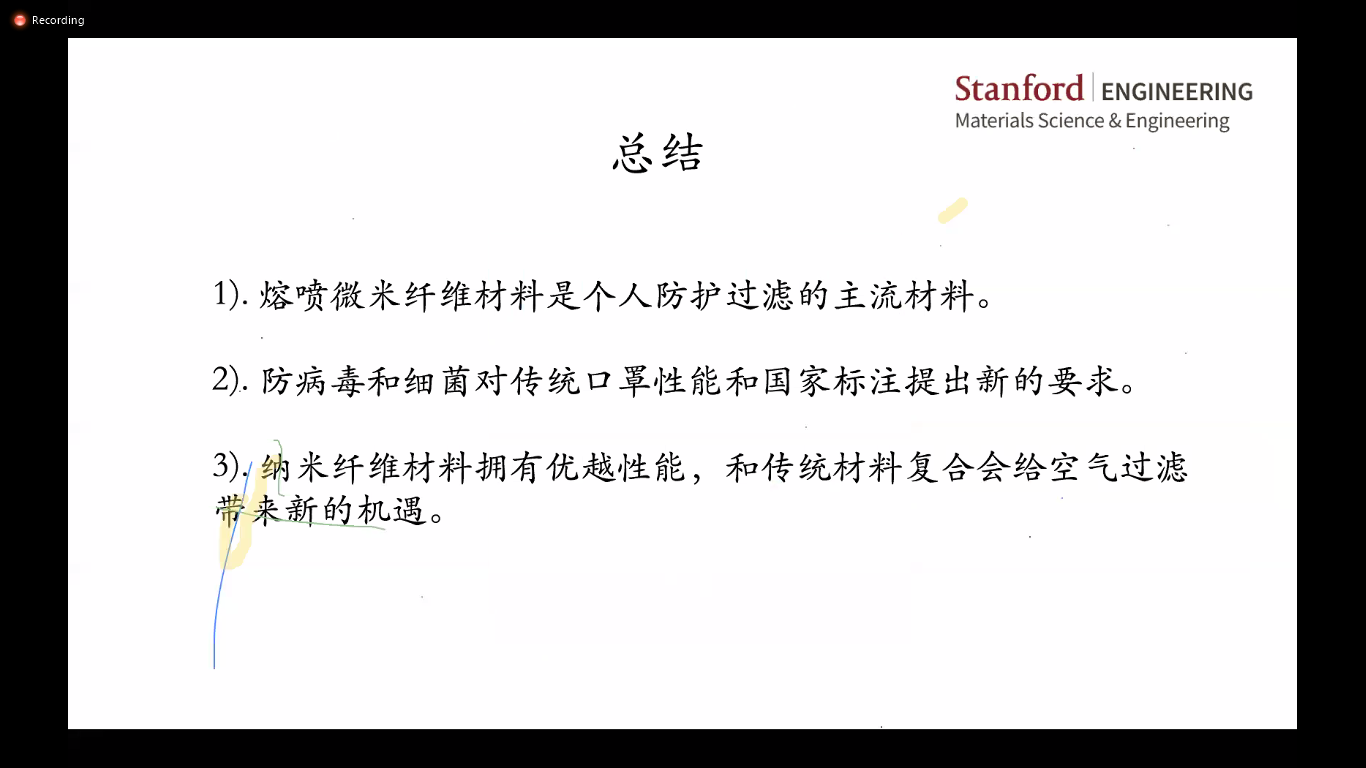 Recording
Stanford ENGINEERING
Materials Science & Engineering
总结
1). 熔喷微米纤维材料是个人防护过滤的主流材料。
2). 防病毒和细菌对传统口罩性能和国家标注提出新的要求。
3). 纳米纤维材料拥有优越性能，和传统材料复合会给空气过滤
带来新的机遇。